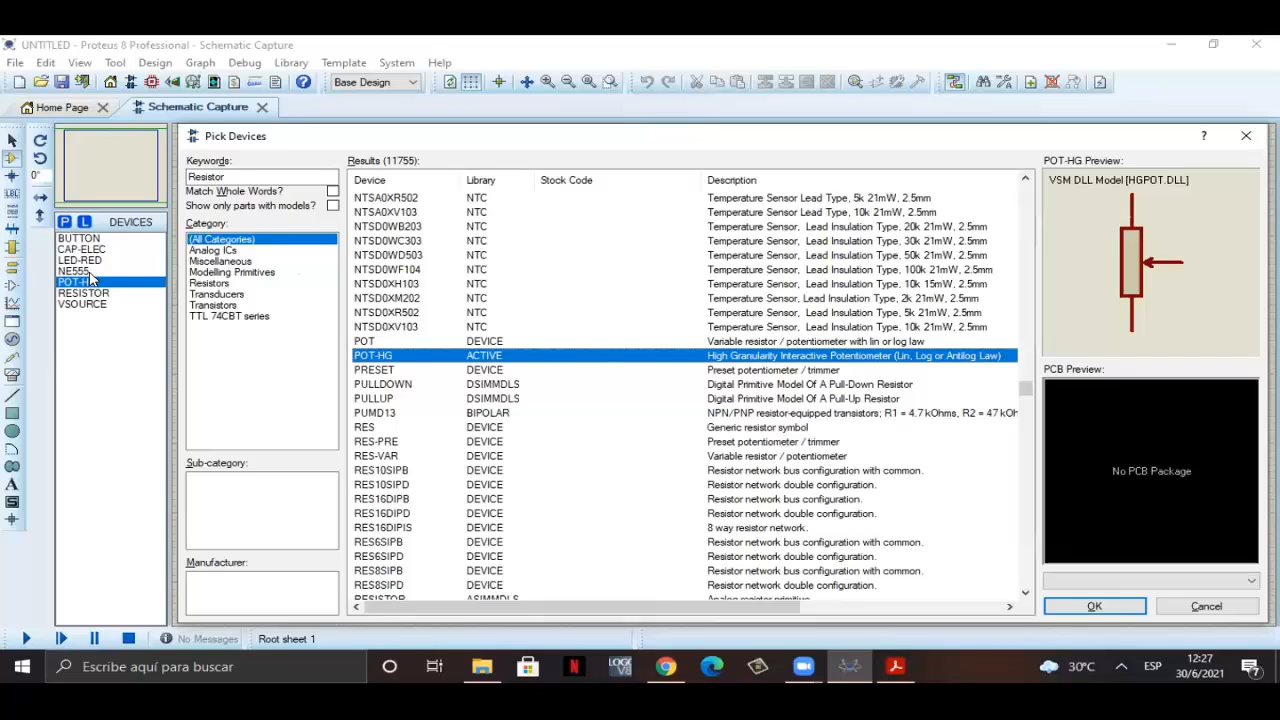 UNTITLED - Proteus 8 Professional - Schematic Capture
File Edit View Tool Design Graph Debug Library Template System Help
Base Design
Home Page
Schematic Capture
0°
P L DEVICES
BUTTON
CAP-ELEC
LED-RED
NE555
POT-H
RESISTOR
VSOURCE
Pick Devices
?
Keywords:
Resistor
Match Whole Words?
Show only parts with models?
Category:
(All Categories)
Analog ICs
Miscellaneous
Modelling Primitives
Resistors
Transducers
Transistors
TTL 74CBT series
Sub-category:
Manufacturer:
Results (11755):
Device Library Stock Code Description
NTSA0XR502 NTC Temperature Sensor Lead Type, 5k 21mW, 2.5mm
NTSA0XV103 NTC Temperature Sensor Lead Type, 10k 21mW, 2.5mm
NTSD0WB203 NTC Temperature Sensor, Lead Insulation Type, 20k 21mW, 2.5mm
NTSD0WC303 NTC Temperature Sensor, Lead Insulation Type, 30k 21mW, 2.5mm
NTSD0WD503 NTC Temperature Sensor, Lead Insulation Type, 50k 21mW, 2.5mm
NTSD0WF104 NTC Temperature Sensor, Lead Insulation Type, 100k 21mW, 2.5mm
NTSD0XH103 NTC Temperature Sensor, Lead Insulation Type, 10k 15mW, 2.5mm
NTSD0XM202 NTC Temperature Sensor, Lead Insulation Type, 2k 21mW, 2.5mm
NTSD0XR502 NTC Temperature Sensor, Lead Insulation Type, 5k 21mW, 2.5mm
NTSD0XV103 NTC Temperature Sensor, Lead Insulation Type, 10k 21mW, 2.5mm
POT DEVICE Variable resistor / potentiometer with lin or log law
POT-HG ACTIVE High Granularity Interactive Potentiometer (Lin, Log or Antilog Law)
PRESET DEVICE Preset potentiometer / trimmer
PULLDOWN DSIMMDLS Digital Primitive Model Of A Pull-Down Resistor
PULLUP DSIMMDLS Digital Primitive Model Of A Pull-Up Resistor
PUMD13 BIPOLAR NPN/PNP resistor-equipped transistors; R1 = 4.7 kOhms, R2 = 47 kOh
RES DEVICE Generic resistor symbol
RES-PRE DEVICE Preset potentiometer / trimmer
RES-VAR DEVICE Variable resistor / potentiometer
RES10SIPB DEVICE Resistor network bus configuration with common.
RES10SIPD DEVICE Resistor network double configuration.
RES16DIPB DEVICE Resistor network bus configuration.
RES16DIPD DEVICE Resistor network double configuration.
RES16DIPIS DEVICE 8 way resistor network.
RES6SIPB DEVICE Resistor network bus configuration with common.
RES6SIPD DEVICE Resistor network double configuration.
RES8SIPB DEVICE Resistor network bus configuration with common.
RES8SIPD DEVICE Resistor network double configuration.
RESISTOR ASIMMDLS Analog resistor primitive
POT-HG Preview:
VSM DLL Model [HGPOT.DLL]
PCB Preview:
No PCB Package
OK Cancel
No Messages Root sheet 1
Escribe aquí para buscar
30°C ESP 12:27
30/6/2021
7